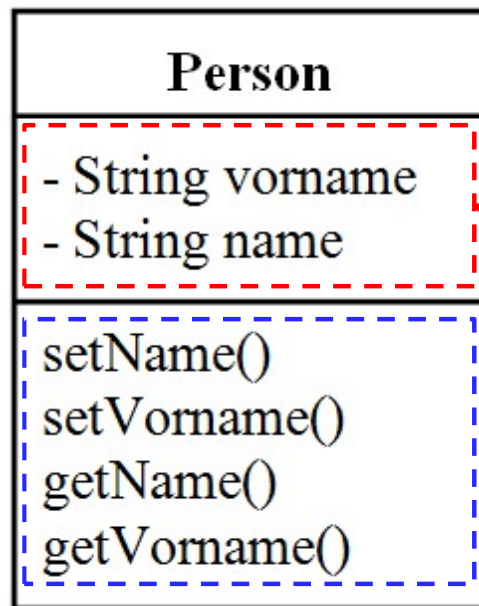 Person
- String vorname
- String name
setName()
setVorname()
getName()
getVorname()